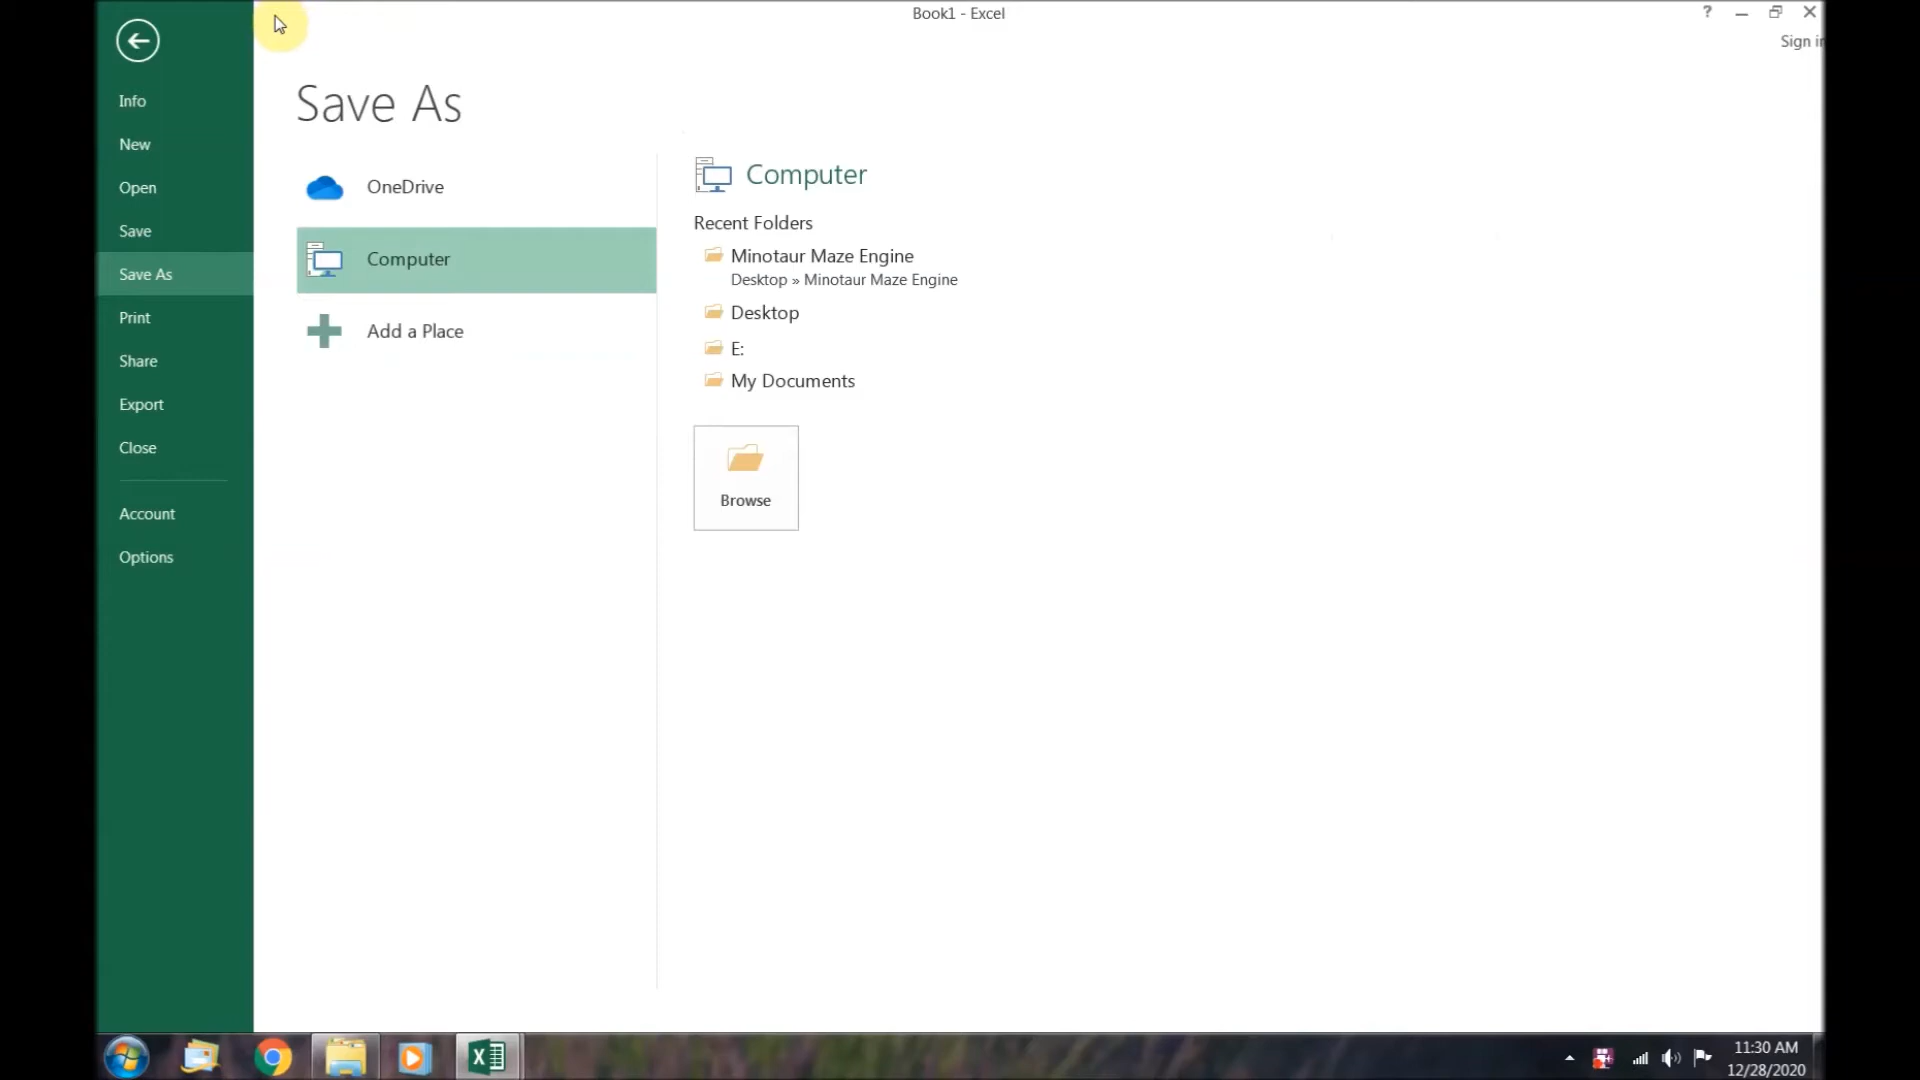 Book1 - Excel
?
Sign in
Info
New
Open
Save
Save As
Print
Share
Export
Close
Account
Options
Save As
OneDrive
Computer
Add a Place
Computer
Recent Folders
Minotaur Maze Engine
Desktop » Minotaur Maze Engine
Desktop
E:
My Documents
Browse
11:30 AM
12/28/2020